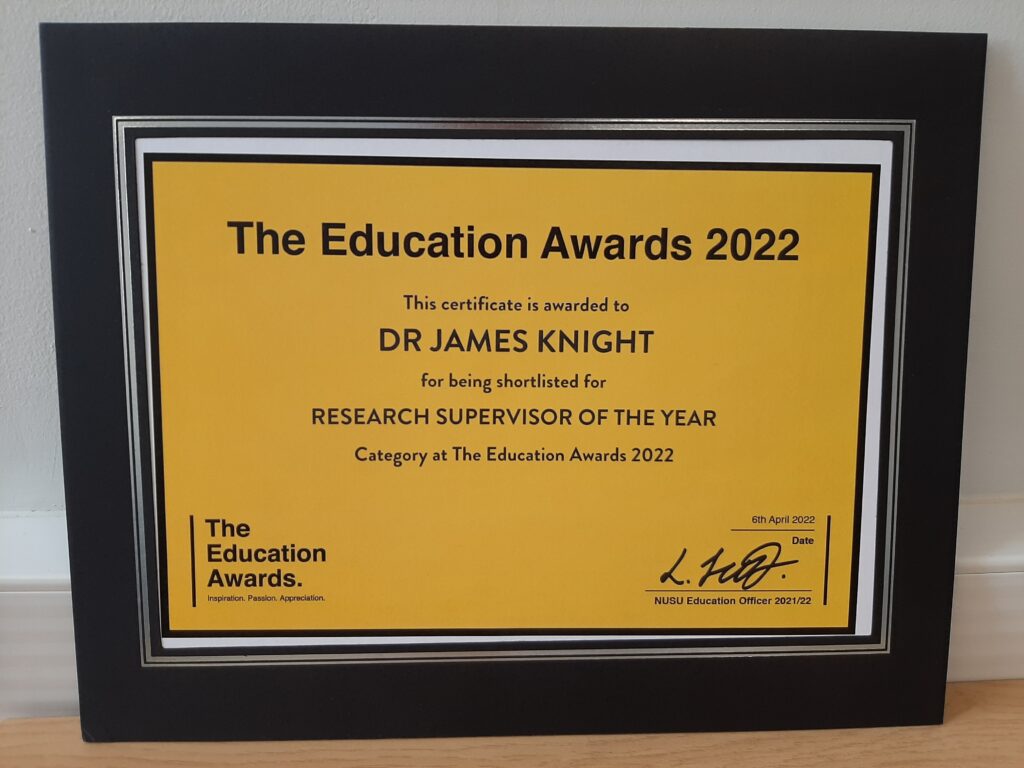 The Education Awards 2022
This certificate is awarded to
DR JAMES KNIGHT
for being shortlisted for
RESEARCH SUPERVISOR OF THE YEAR
Category at The Education Awards 2022
The
Education
Awards.
Inspiration. Passion. Appreciation.
6th April 2022
Date
NUSU Education Officer 2021/22